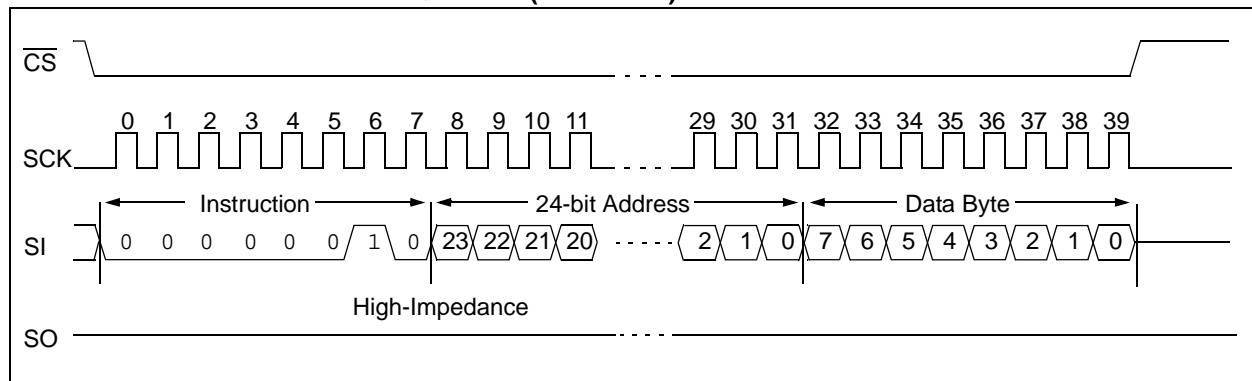 CS
0 1 2 3 4 5 6 7 8 9 10 11 29 30 31 32 33 34 35 36 37 38 39
SCK
Instruction 24-bit Address Data Byte
SI 0 0 0 0 0 0 1 0 23 22 21 20 2 1 0 7 6 5 4 3 2 1 0
High-Impedance
SO